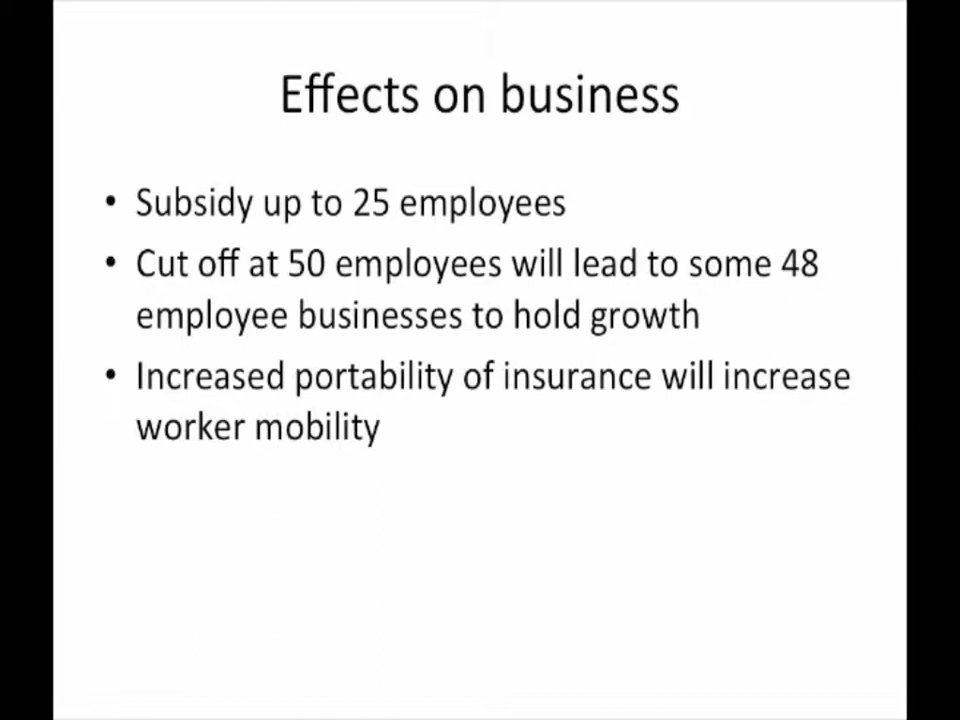 Effects on business
• Subsidy up to 25 employees
• Cut off at 50 employees will lead to some 48
employee businesses to hold growth
• Increased portability of insurance will increase
worker mobility